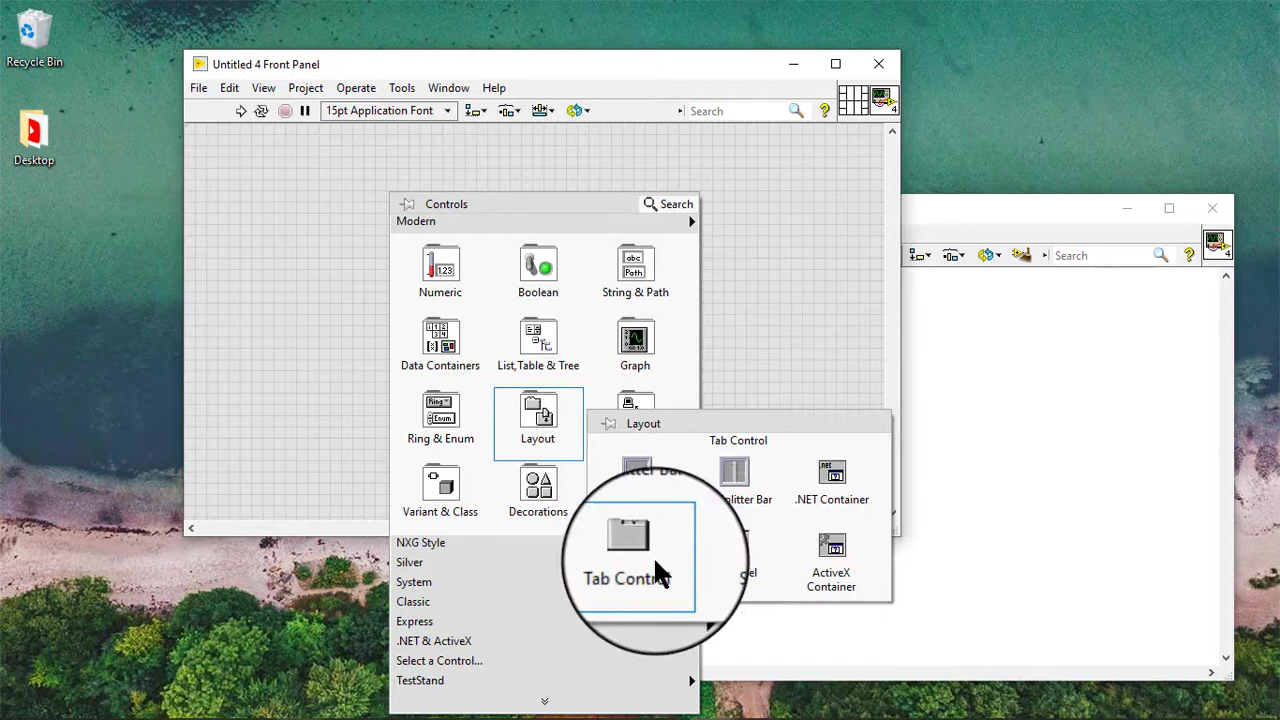 Recycle Bin
Desktop
Untitled 4 Front Panel
File Edit View Project Operate Tools Window Help
15pt Application Font
Search
4
Controls
Search
Modern
Numeric
Boolean
String & Path
Data Containers
List, Table & Tree
Graph
Ring & Enum
Layout
Variant & Class
Decorations
NXG Style
Silver
System
Classic
Express
.NET & ActiveX
Select a Control...
TestStand
Layout
Tab Control
.NET Container
Tab Control
ActiveX
Container
Search
4